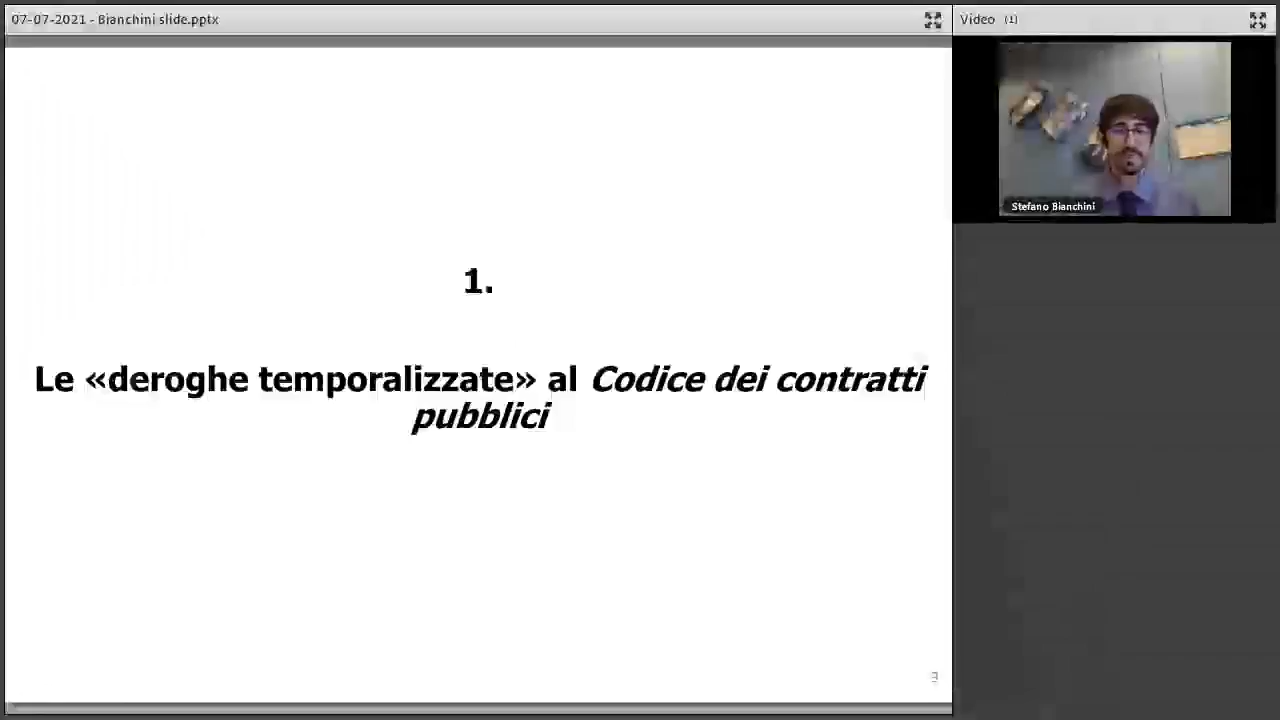 07-07-2021 - Bianchini slide.pptx
Video (1)
Stefano Bianchini
1.
Le «deroghe temporalizzate» al Codice dei contratti
pubblici
3